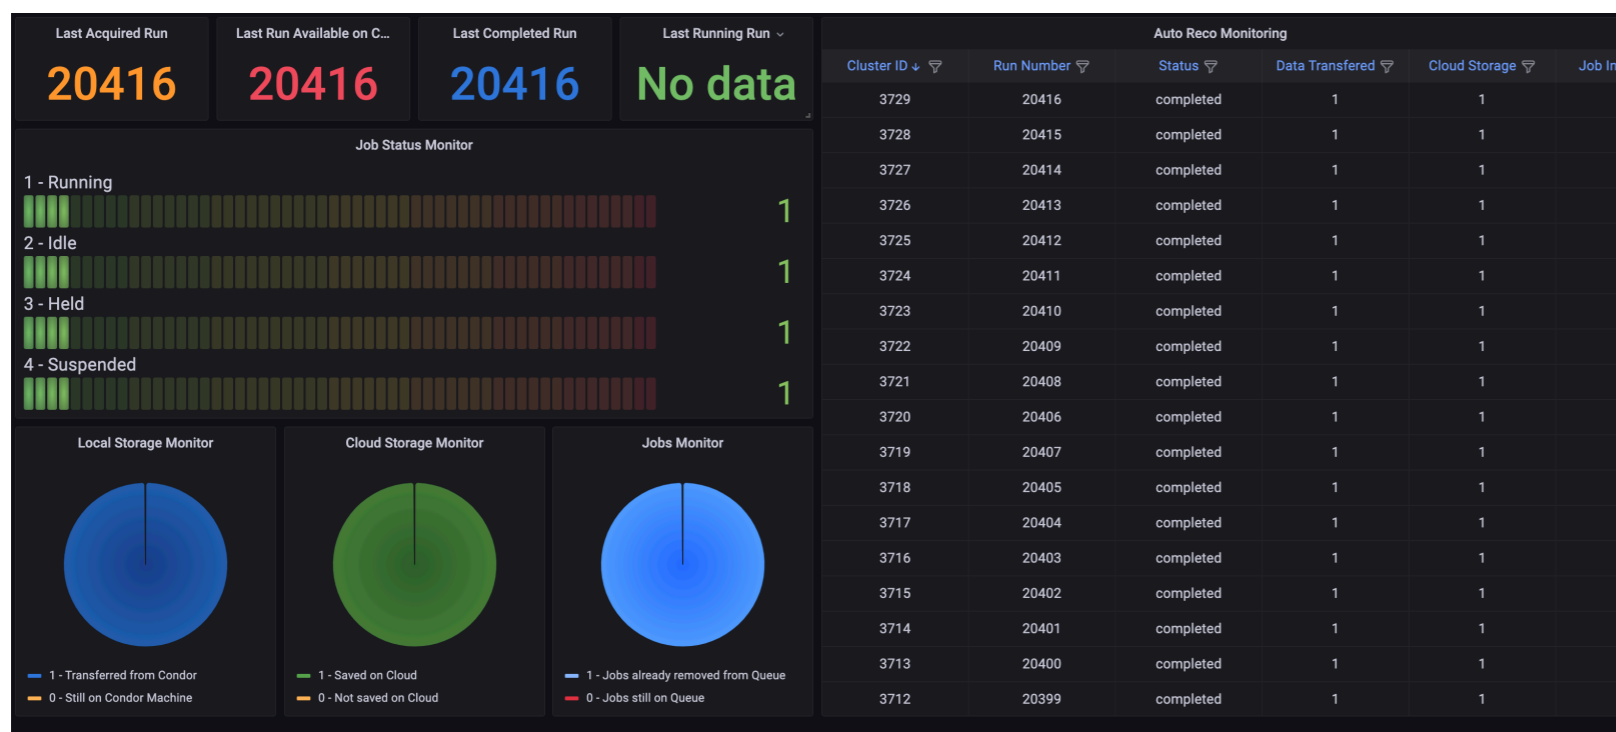 Last Acquired Run
20416
Last Run Available on C...
20416
Last Completed Run
20416
Last Running Run
No data
Job Status Monitor
1 - Running
1
2 - Idle
1
3 - Held
1
4 - Suspended
1
Local Storage Monitor
1 - Transferred from Condor
0 - Still on Condor Machine
Cloud Storage Monitor
1 - Saved on Cloud
0 - Not saved on Cloud
Jobs Monitor
1 - Jobs already removed from Queue
0 - Jobs still on Queue
Auto Reco Monitoring
Cluster ID Run Number Status Data Transfered Cloud Storage Job In
3729 20416 completed 1 1
3728 20415 completed 1 1
3727 20414 completed 1 1
3726 20413 completed 1 1
3725 20412 completed 1 1
3724 20411 completed 1 1
3723 20410 completed 1 1
3722 20409 completed 1 1
3721 20408 completed 1 1
3720 20406 completed 1 1
3719 20407 completed 1 1
3718 20405 completed 1 1
3717 20404 completed 1 1
3716 20403 completed 1 1
3715 20402 completed 1 1
3714 20401 completed 1 1
3713 20400 completed 1 1
3712 20399 completed 1 1